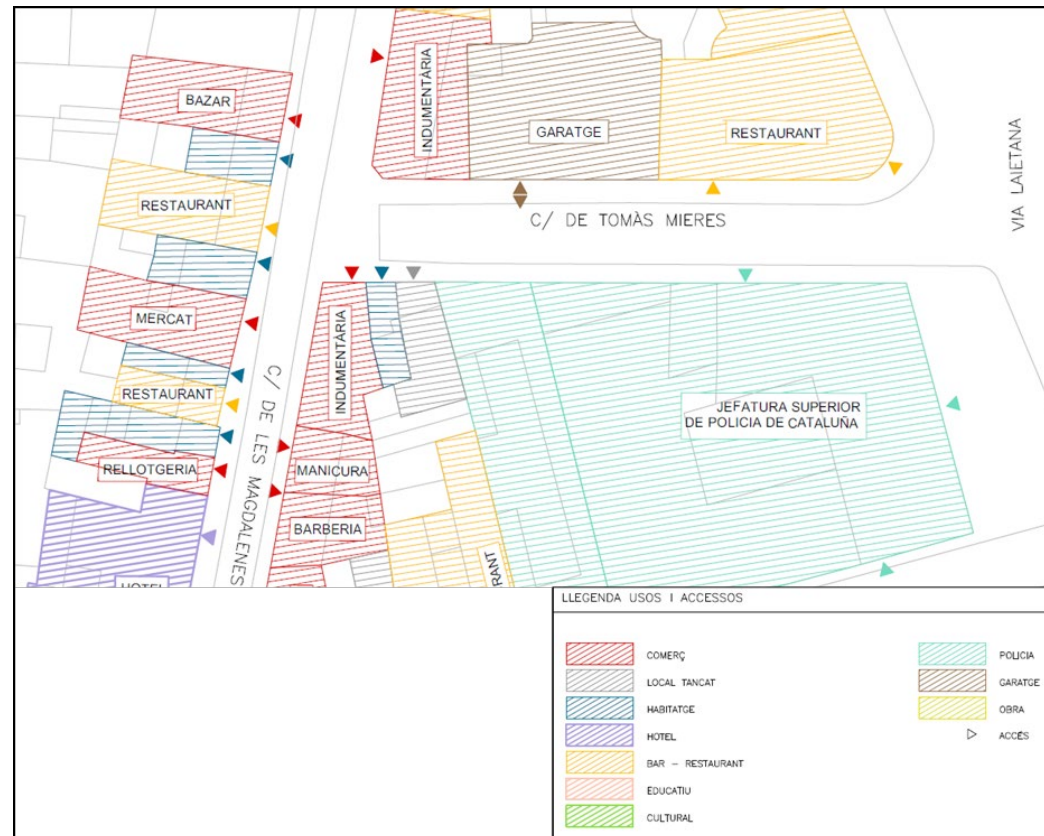 BAZAR
INDUMENTÀRIA
GARATGE
RESTAURANT
VIA LAIETANA
RESTAURANT
C/ DE TOMÀS MIERES
MERCAT
INDUMENTÀRIA
RESTAURANT
C/ DE LES MAGDALENES
JEFATURA SUPERIOR
DE POLICIA DE CATALUÑA
RELLOTGERIA
MANICURA
BARBERIA
LLEGENDA USOS I ACCESSOS
COMERÇ
LOCAL TANCAT
HABITATGE
HOTEL
BAR - RESTAURANT
EDUCATIU
CULTURAL
POLICIA
GARATGE
OBRA
ACCÉS